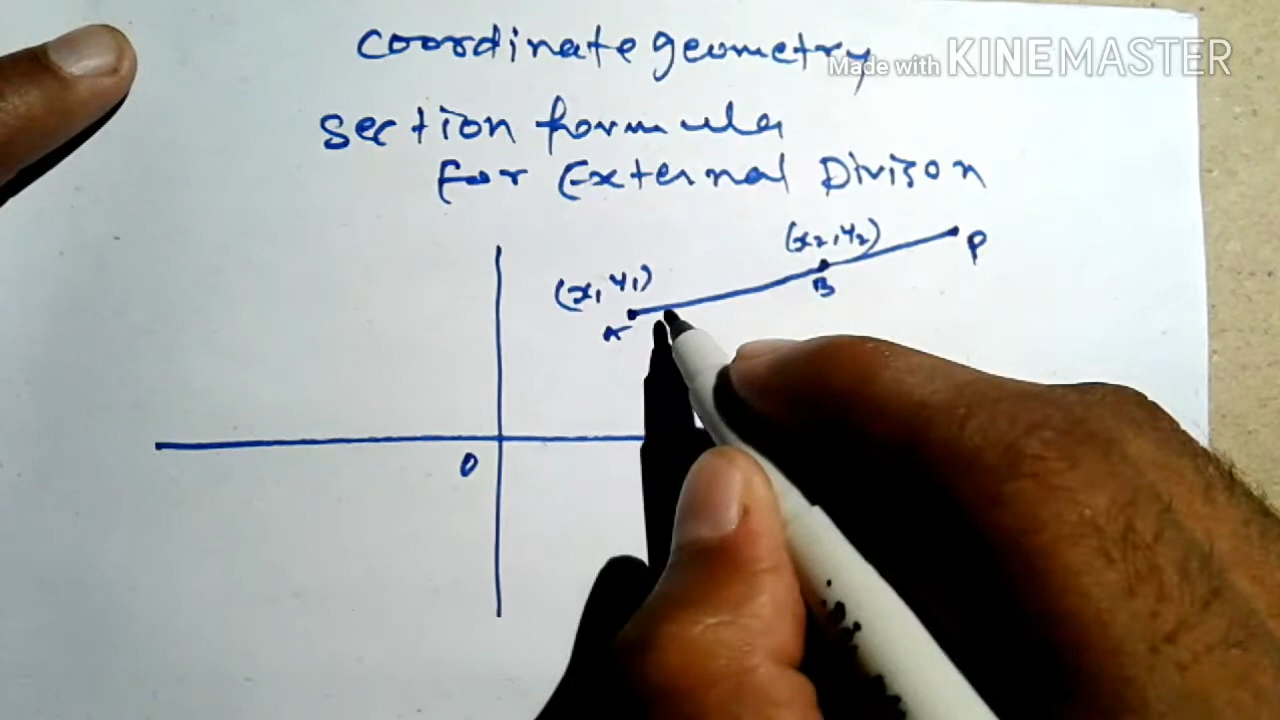 coordinate geometry
Made with KINEMASTER
section formula
For External Divison
(x2, y2)
P
(x1 y1)
B
A
0